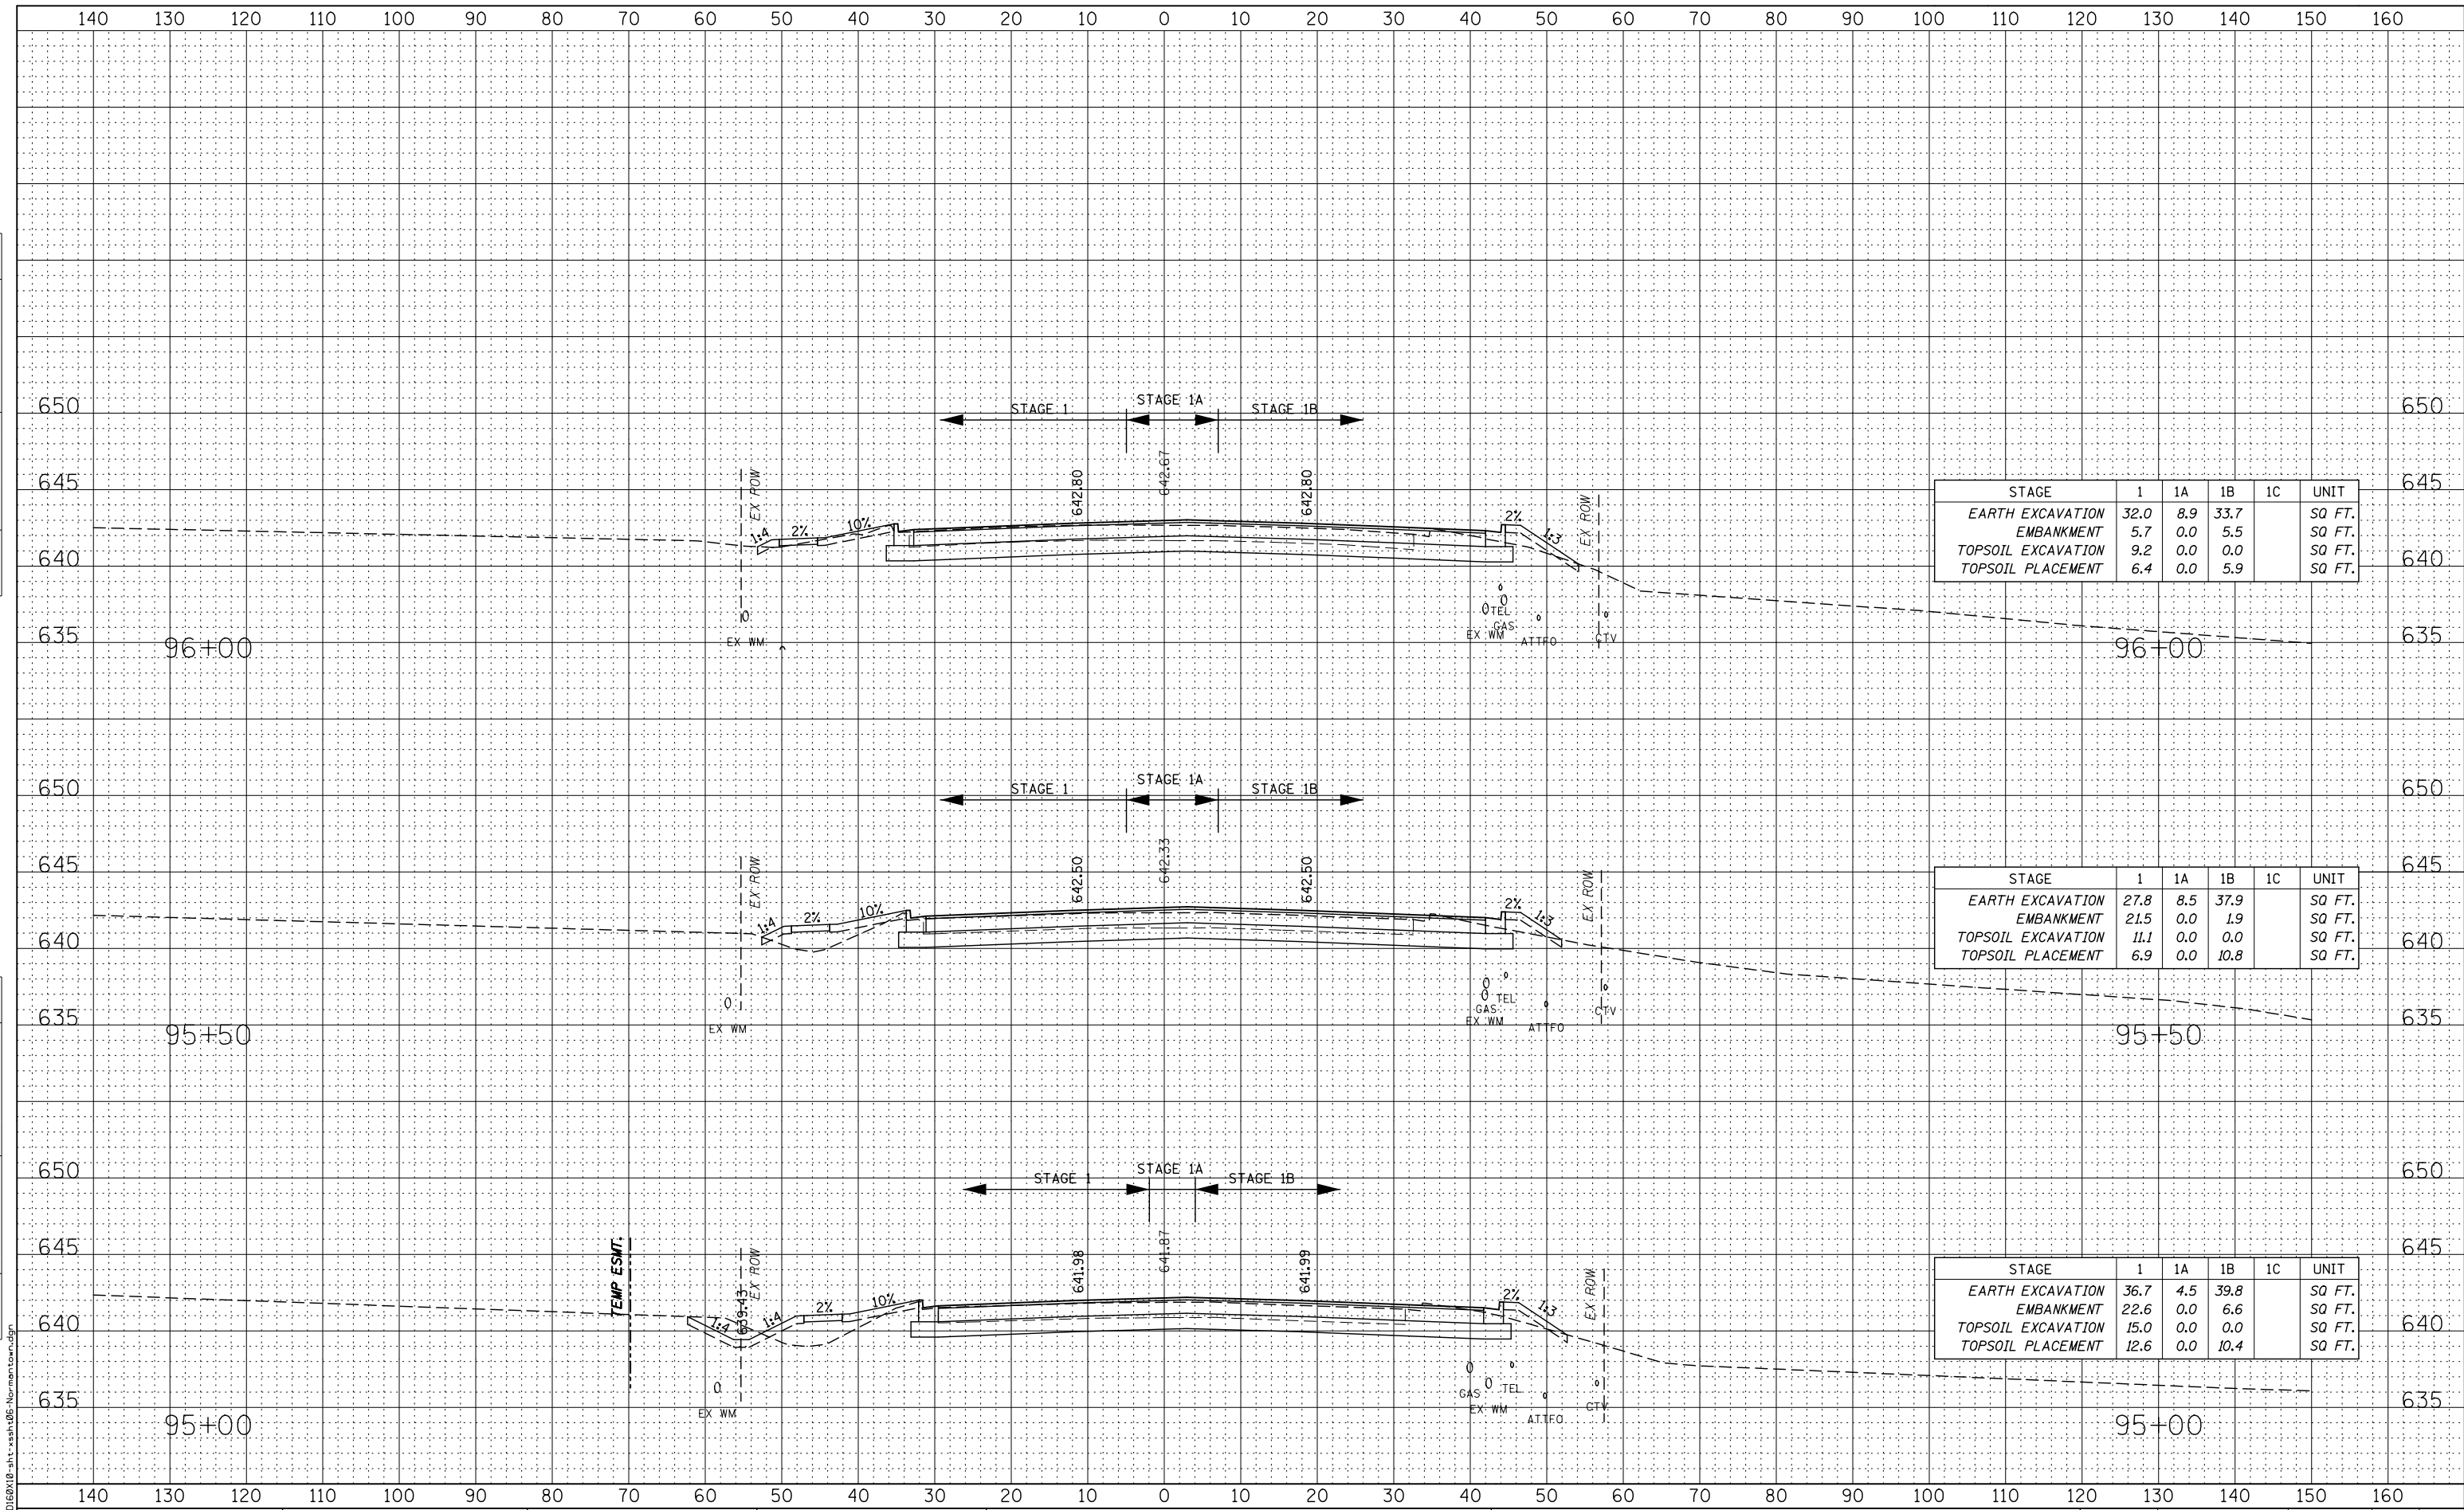 140 130 120 110 100 90 80 70 60 50 40 30 20 10 0 10 20 30 40 50 60 70 80 90 100 110 120 130 140 150 160
650 STAGE 1 STAGE 1A STAGE 1B 650
645 EX ROW 642.80 642.67 642.80 EX ROW 645
1:4 2% 10% 2% 1:3
STAGE 1 1A 1B 1C UNIT
EARTH EXCAVATION 32.0 8.9 33.7 SQ FT.
EMBANKMENT 5.7 0.0 5.5 SQ FT.
TOPSOIL EXCAVATION 9.2 0.0 0.0 SQ FT.
TOPSOIL PLACEMENT 6.4 0.0 5.9 SQ FT.
640 640
TEL
GAS
635 EX WM EX WM ATTFO CTV 635
96+00 96+00
650 STAGE 1 STAGE 1A STAGE 1B 650
645 EX ROW 642.50 642.33 642.50 EX ROW 645
1:4 2% 10% 2% 1:3
STAGE 1 1A 1B 1C UNIT
EARTH EXCAVATION 27.8 8.5 37.9 SQ FT.
EMBANKMENT 21.5 0.0 1.9 SQ FT.
TOPSOIL EXCAVATION 11.1 0.0 0.0 SQ FT.
TOPSOIL PLACEMENT 6.9 0.0 10.8 SQ FT.
640 640
TEL
GAS CTV
635 EX WM EX WM ATTFO 635
95+50 95+50
650 STAGE 1 STAGE 1A STAGE 1B 650
645 TEMP ESMT. EX ROW 641.98 641.87 641.99 EX ROW 645
1:4 639.43 1:4 2% 10% 2% 1:3
STAGE 1 1A 1B 1C UNIT
EARTH EXCAVATION 36.7 4.5 39.8 SQ FT.
EMBANKMENT 22.6 0.0 6.6 SQ FT.
TOPSOIL EXCAVATION 15.0 0.0 0.0 SQ FT.
TOPSOIL PLACEMENT 12.6 0.0 10.4 SQ FT.
640 640
GAS TEL
635 EX WM EX WM ATTFO CTV 635
95+00 95+00
140 130 120 110 100 90 80 70 60 50 40 30 20 10 0 10 20 30 40 50 60 70 80 90 100 110 120 130 140 150 160
D160X10-sht-xssht06-Normantown.dgn